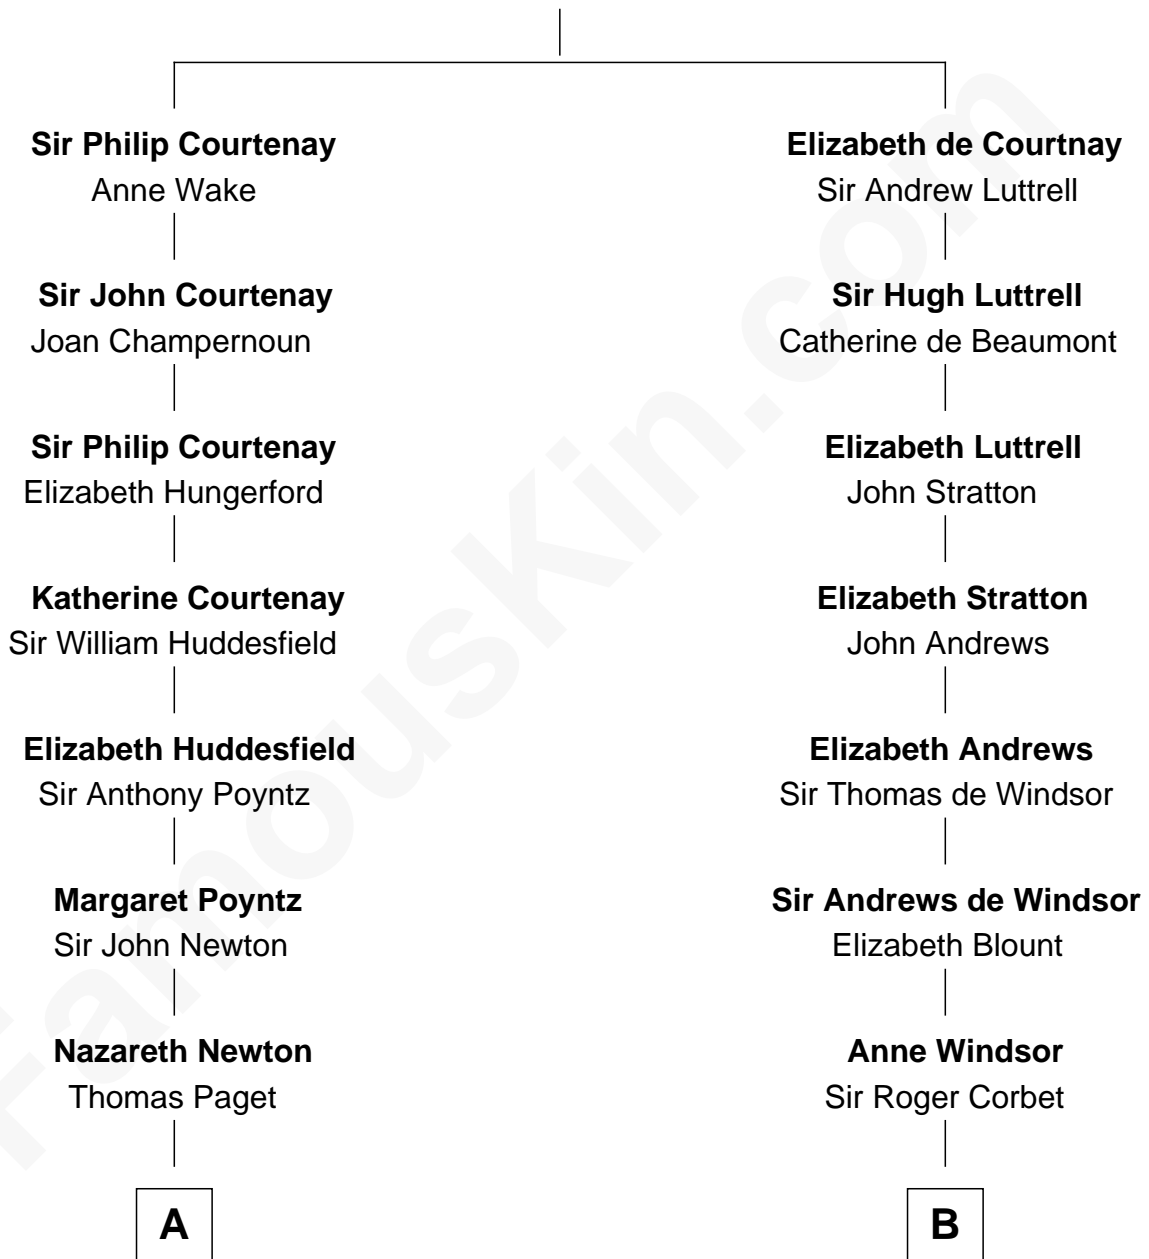 Sir Philip Courtenay
Anne Wake
Sir John Courtenay
Joan Champernoun
Sir Philip Courtenay
Elizabeth Hungerford
Katherine Courtenay
Sir William Huddesfield
Elizabeth Huddesfield
Sir Anthony Poyntz
Margaret Poyntz
Sir John Newton
Nazareth Newton
Thomas Paget
A
Elizabeth de Courtnay
Sir Andrew Luttrell
Sir Hugh Luttrell
Catherine de Beaumont
Elizabeth Luttrell
John Stratton
Elizabeth Stratton
John Andrews
Elizabeth Andrews
Sir Thomas de Windsor
Sir Andrews de Windsor
Elizabeth Blount
Anne Windsor
Sir Roger Corbet
B
FamousKin.com